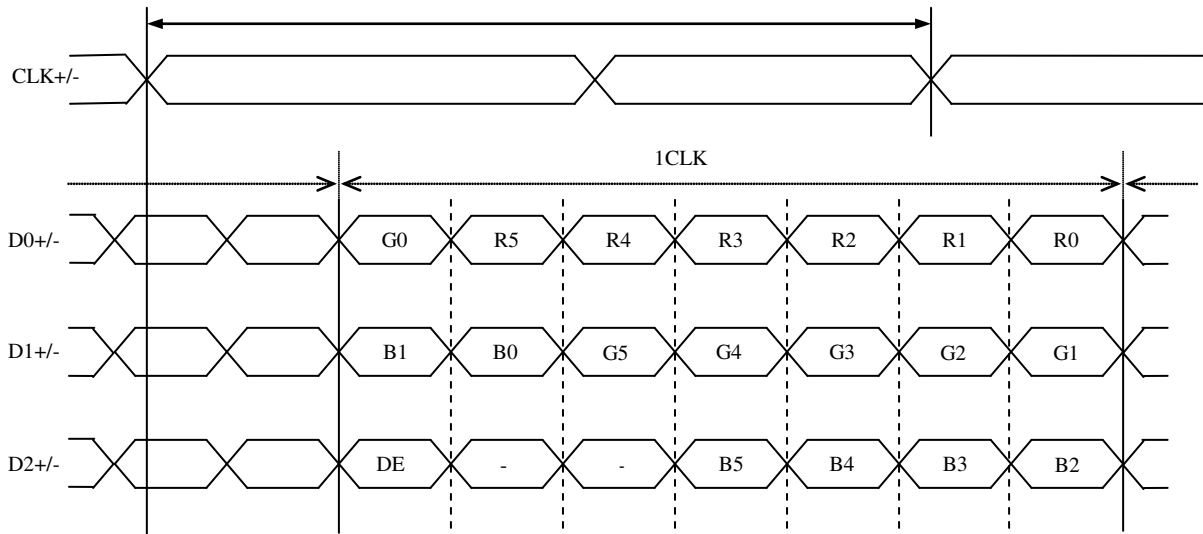 CLK+/-
1CLK
D0+/- G0 R5 R4 R3 R2 R1 R0
D1+/- B1 B0 G5 G4 G3 G2 G1
D2+/- DE - - B5 B4 B3 B2